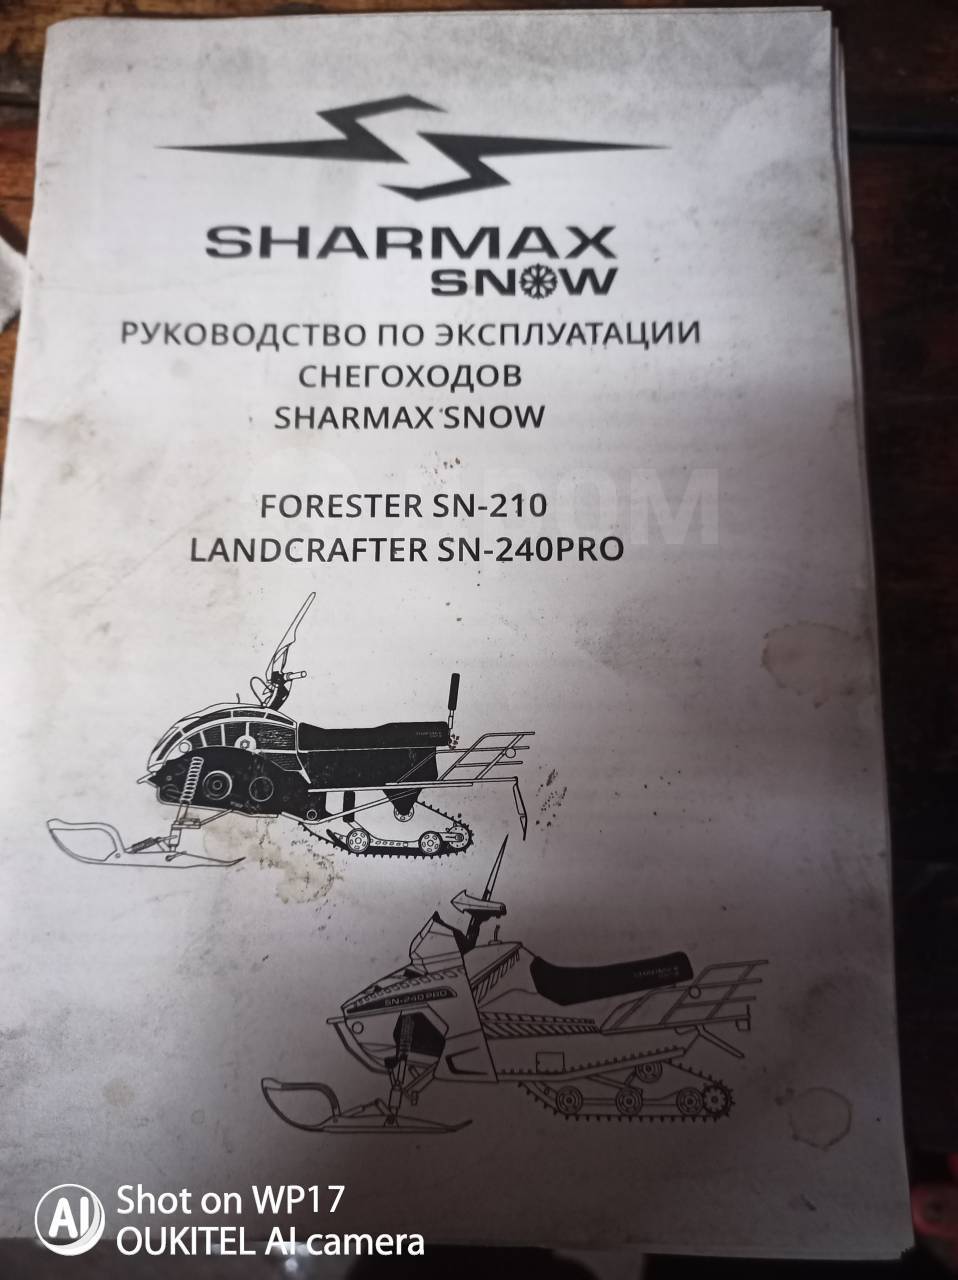 SHARMAX
SNOW
РУКОВОДСТВО ПО ЭКСПЛУАТАЦИИ
СНЕГОХОДОВ
SHARMAX SNOW
FORESTER SN-210
LANDCRAFTER SN-240PRO
SN-240PRO
SHARMAX
Shot on WP17
OUKITEL AI camera